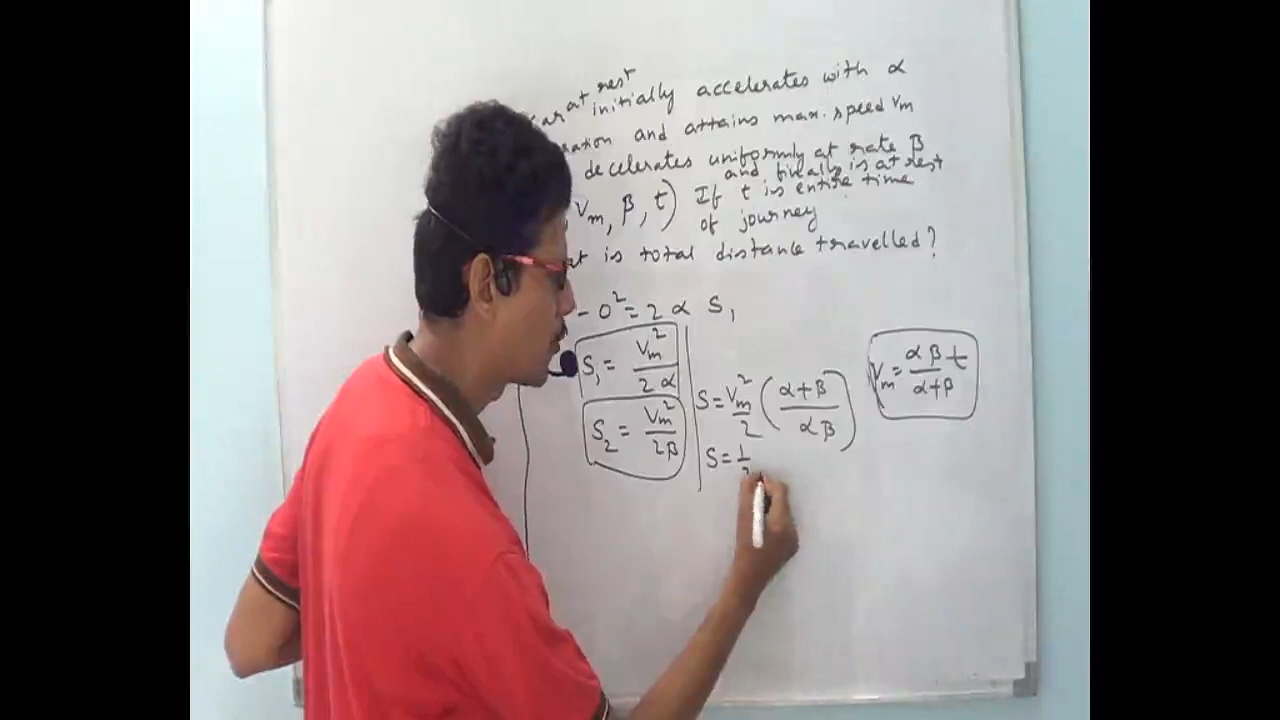 at rest
initially accelerates with α
and attains max. speed Vm
decelerates uniformly at rate β
and finally is at rest
Vm, β, t) If t is entire time
of journey
is total distance travelled?
- 0² = 2 α S₁
S₁ = Vm²/2α
S₂ = Vm²/2β
S = Vm²/2 (α+β/αβ)
S = 1/2
Vm = αβt/α+β